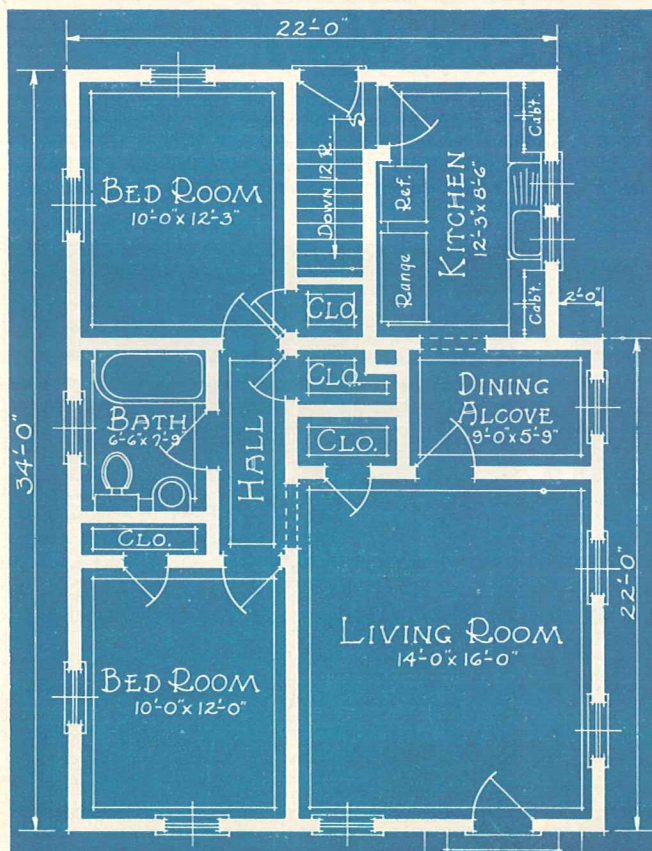 22'-0"
BED ROOM
10'-0" x 12'-3"
DOWN 12 R.
Ref.
Range
KITCHEN
12'-3" x 8'-6"
Cab't.
Cab't.
2'-0"
CLO.
CLO.
CLO.
DINING
ALCOVE
9'-0" x 5'-9"
BATH
6'-6" x 7'-9"
HALL
34'-0"
CLO.
22'-0"
LIVING ROOM
14'-0" x 16'-0"
BED ROOM
10'-0" x 12'-0"